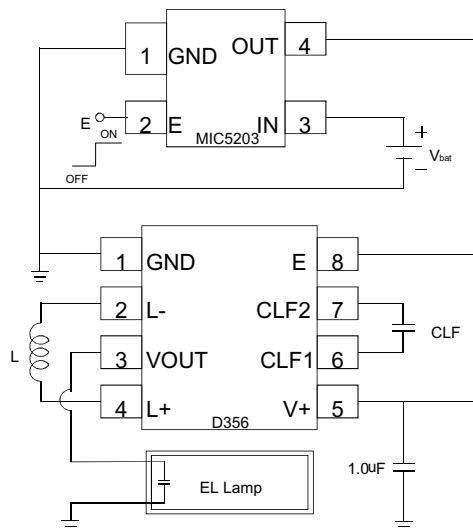 1 GND OUT 4
E 2 E IN 3
ON
OFF
MIC5203
+
Vbat
−
1 GND E 8
2 L- CLF2 7
CLF
L
3 VOUT CLF1 6
4 L+ V+ 5
D356
1.0uF
EL Lamp